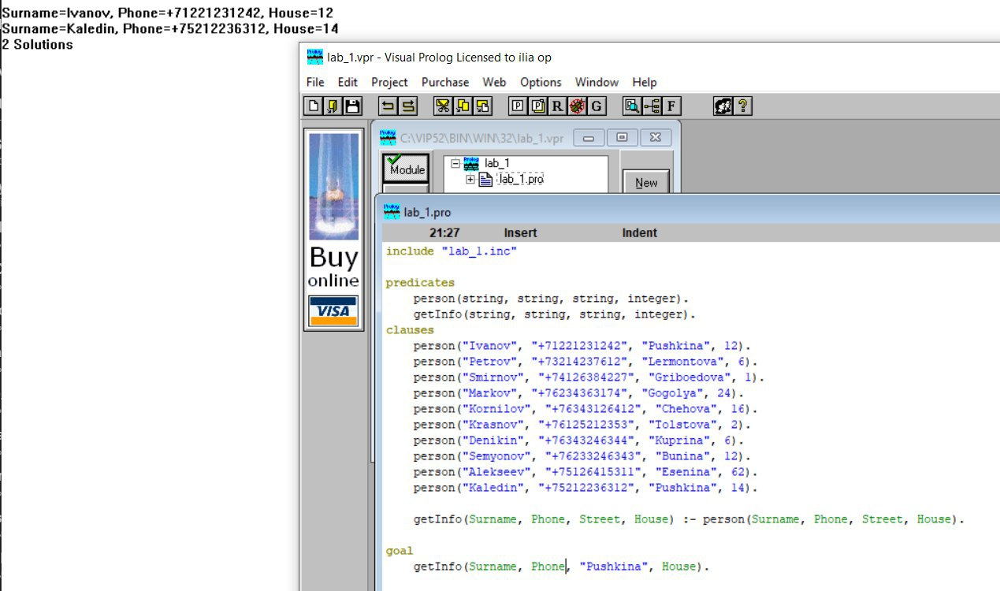 Surname=Ivanov, Phone=+71221231242, House=12
Surname=Kaledin, Phone=+75212236312, House=14
2 Solutions
lab_1.vpr - Visual Prolog Licensed to ilia op
File Edit Project Purchase Web Options Window Help
P R G F ?
C:\VIP52\BIN\WIN\32\lab_1.vpr
Module
lab_1
lab_1.pro
New
Buy
online
VISA
lab_1.pro
21:27 Insert Indent
include "lab_1.inc"
predicates
person(string, string, string, integer).
getInfo(string, string, string, integer).
clauses
person("Ivanov", "+71221231242", "Pushkina", 12).
person("Petrov", "+73214237612", "Lermontova", 6).
person("Smirnov", "+74126384227", "Griboedova", 1).
person("Markov", "+76234363174", "Gogolya", 24).
person("Kornilov", "+76343126412", "Chehova", 16).
person("Krasnov", "+76125212353", "Tolstova", 2).
person("Denikin", "+76343246344", "Kuprina", 6).
person("Semyonov", "+76233246343", "Bunina", 12).
person("Alekseev", "+75126415311", "Esenina", 62).
person("Kaledin", "+75212236312", "Pushkina", 14).
getInfo(Surname, Phone, Street, House) :- person(Surname, Phone, Street, House).
goal
getInfo(Surname, Phone, "Pushkina", House).